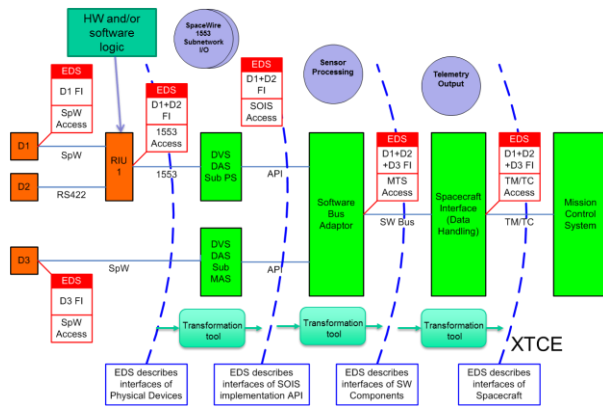 HW and/or
software
logic
SpaceWire
1553
Subnetwork
I/O
Sensor
Processing
Telemetry
Output
EDS
D1 FI
SpW
Access
EDS
D1+D2
FI
1553
Access
EDS
D1+D2
FI
SOIS
Access
EDS
D1+D2
+D3 FI
MTS
Access
EDS
D1+D2
+D3 FI
TM/TC
Access
D1
SpW
D2
RS422
RIU
1
1553
DVS
DAS
Sub PS
API
Software
Bus
Adaptor
SW Bus
Spacecraft
Interface
(Data
Handling)
TM/TC
Mission
Control
System
D3
SpW
DVS
DAS
Sub
MAS
API
EDS
D3 FI
SpW
Access
Transformation
tool
Transformation
tool
Transformation
tool
XTCE
EDS describes
interfaces of
Physical Devices
EDS describes
interfaces of SOIS
implementation API
EDS describes
interfaces of SW
Components
EDS describes
interfaces of
Spacecraft